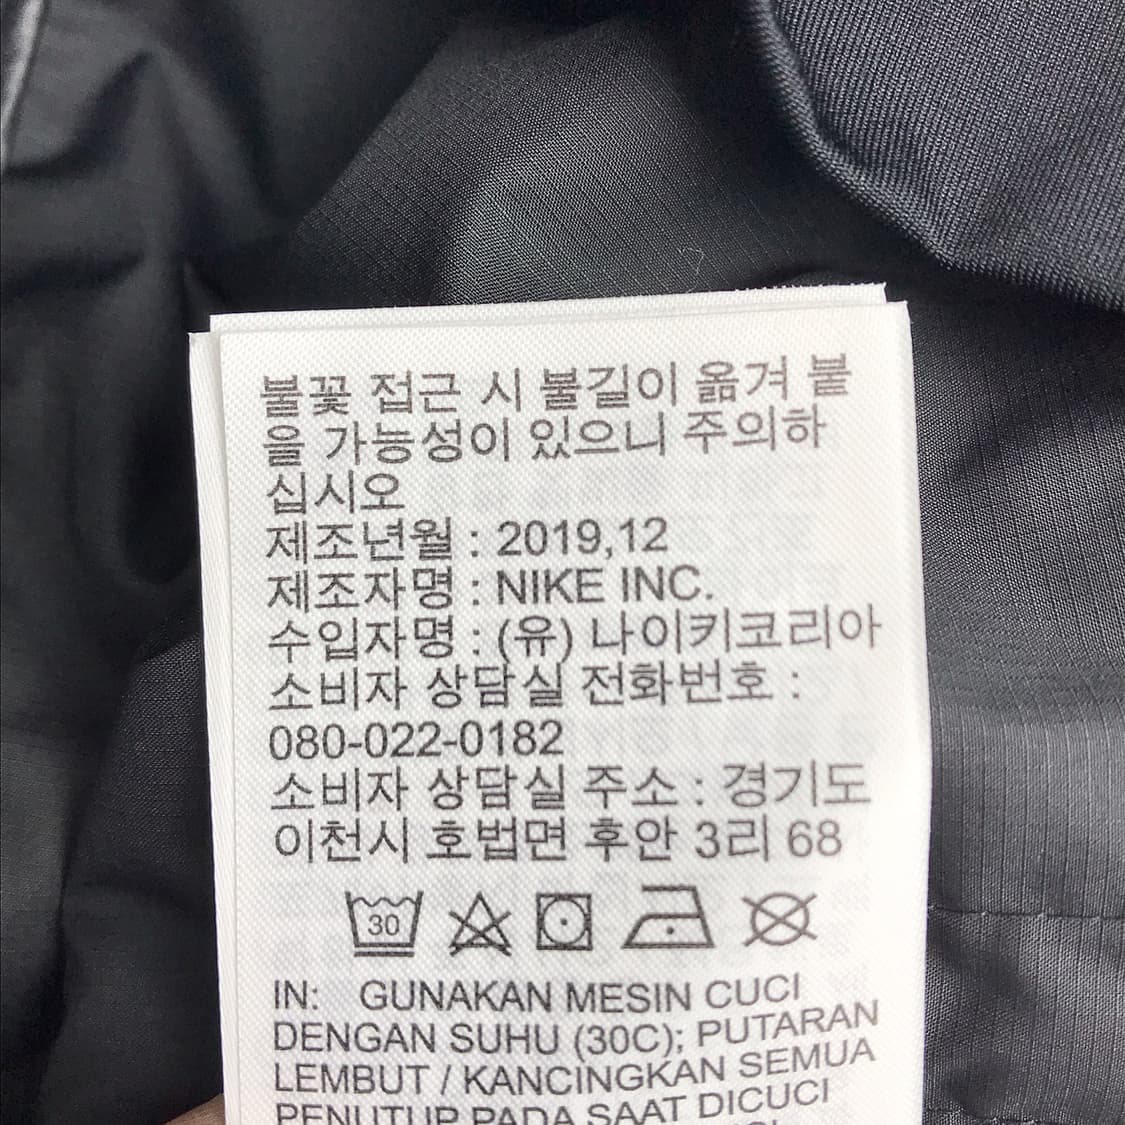 불꽃 접근 시 불길이 옮겨 붙
을 가능성이 있으니 주의하
십시오
제조년월 : 2019,12
제조자명 : NIKE INC.
수입자명 : (유) 나이키코리아
소비자 상담실 전화번호 :
080-022-0182
소비자 상담실 주소 : 경기도
이천시 호법면 후안 3리 68
30
IN: GUNAKAN MESIN CUCI
DENGAN SUHU (30C); PUTARAN
LEMBUT / KANCINGKAN SEMUA
PENUTUP PADA SAAT DICUCI